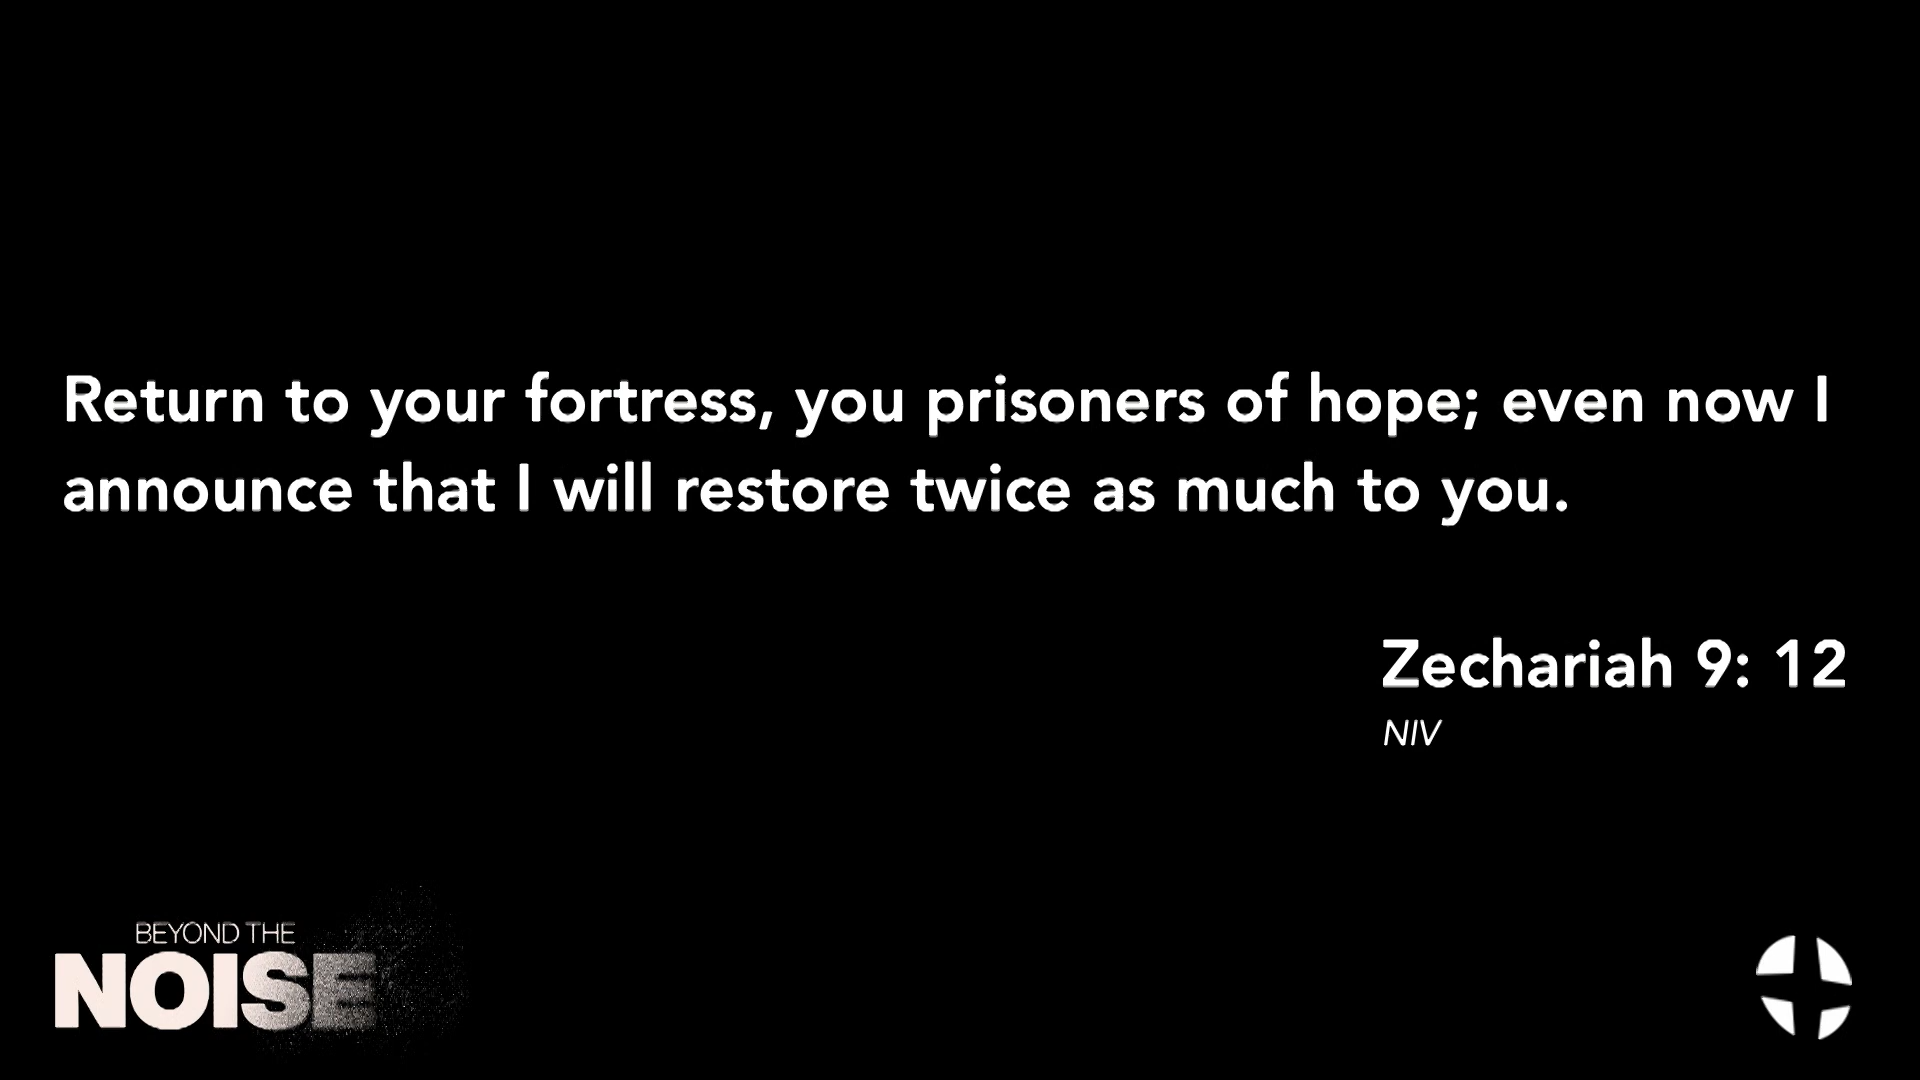 Return to your fortress, you prisoners of hope; even now I
announce that I will restore twice as much to you.
Zechariah 9: 12
NIV
BEYOND THE
NOISE